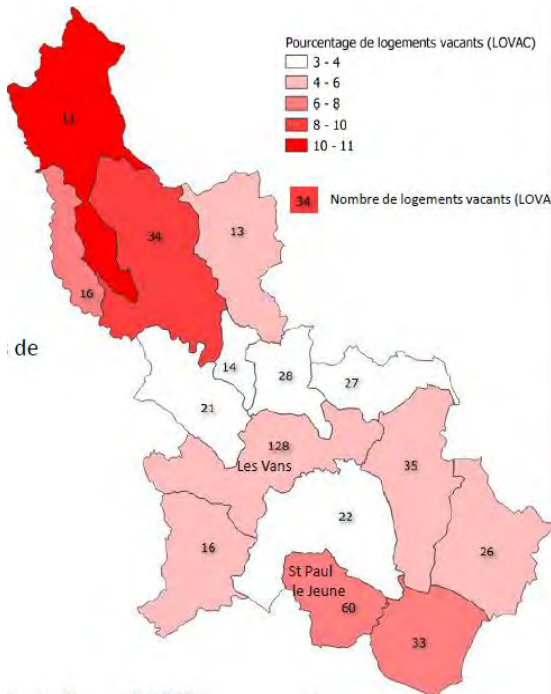 Pourcentage de logements vacants (LOVAC)
3 - 4
4 - 6
6 - 8
8 - 10
10 - 11
34 Nombre de logements vacants (LOVA
11
34
13
16
de
14
28
27
21
128
Les Vans
35
22
16
26
St Paul
le Jeune
60
33